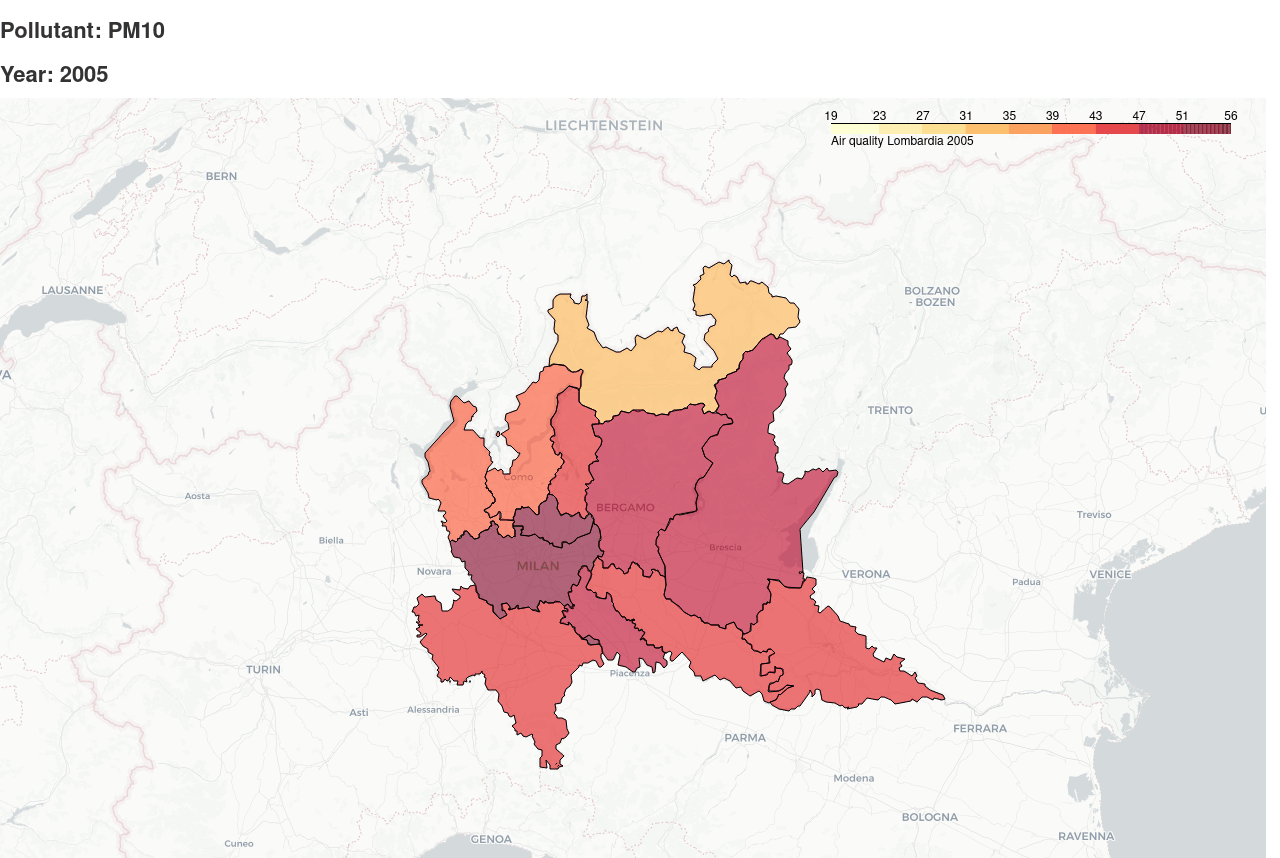 Pollutant: PM10
Year: 2005
19 23 27 31 35 39 43 47 51 56
Air quality Lombardia 2005
LIECHTENSTEIN
BERN
LAUSANNE
BOLZANO
- BOZEN
VA
TRENTO
U
Como
Aosta
BERGAMO
Treviso
Biella
Brescia
MILAN
Novara
VERONA
VENICE
Padua
TURIN
Piacenza
Asti
Alessandria
FERRARA
PARMA
Modena
BOLOGNA
GENOA
RAVENNA
Cuneo